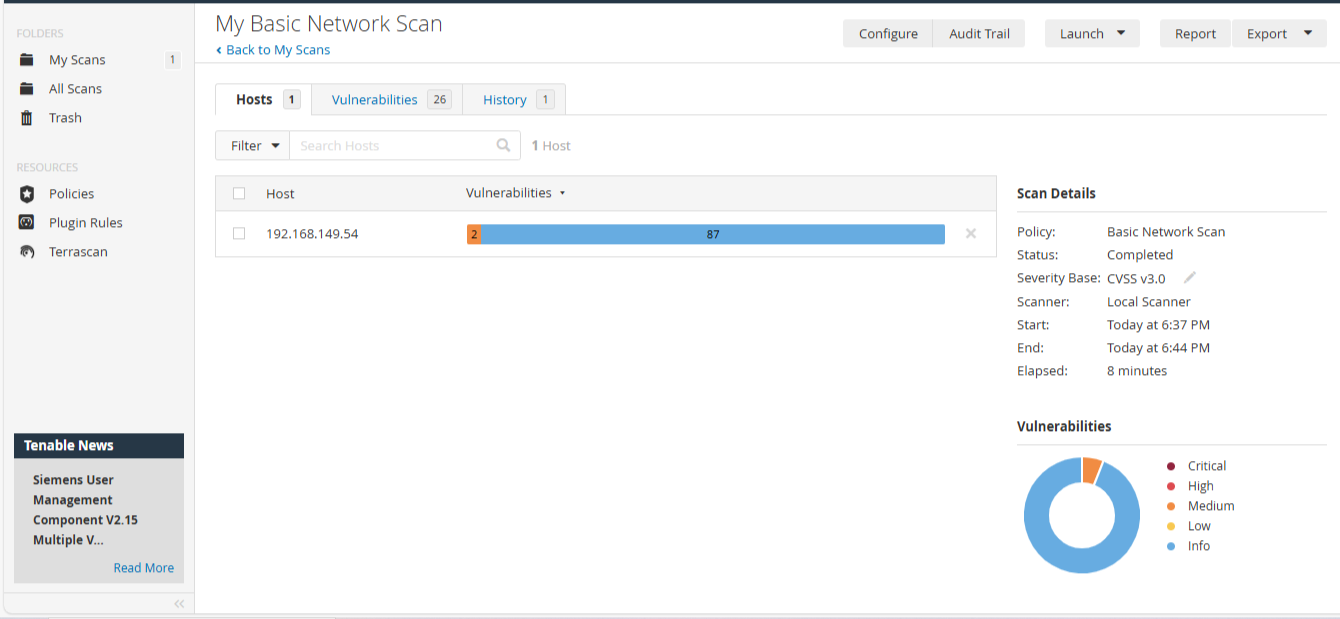 My Basic Network Scan
‹ Back to My Scans
Configure
Audit Trail
Launch
Report
Export
FOLDERS
My Scans 1
All Scans
Trash
RESOURCES
Policies
Plugin Rules
Terrascan
Tenable News
Siemens User
Management
Component V2.15
Multiple V...
Read More
Hosts 1
Vulnerabilities 26
History 1
Filter
Search Hosts
1 Host
Host Vulnerabilities
192.168.149.54 2 87
Scan Details
Policy: Basic Network Scan
Status: Completed
Severity Base: CVSS v3.0
Scanner: Local Scanner
Start: Today at 6:37 PM
End: Today at 6:44 PM
Elapsed: 8 minutes
Vulnerabilities
Critical
High
Medium
Low
Info